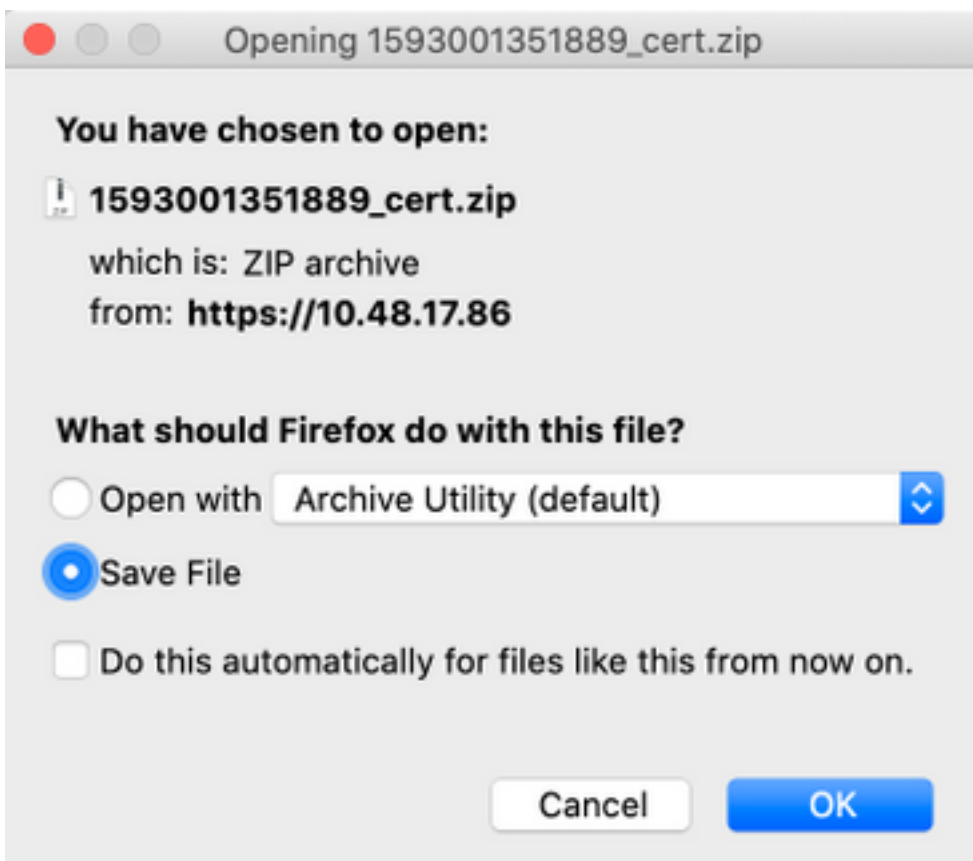 Opening 1593001351889_cert.zip
You have chosen to open:
1593001351889_cert.zip
which is: ZIP archive
from: https://10.48.17.86
What should Firefox do with this file?
Open with Archive Utility (default)
Save File
Do this automatically for files like this from now on.
Cancel OK